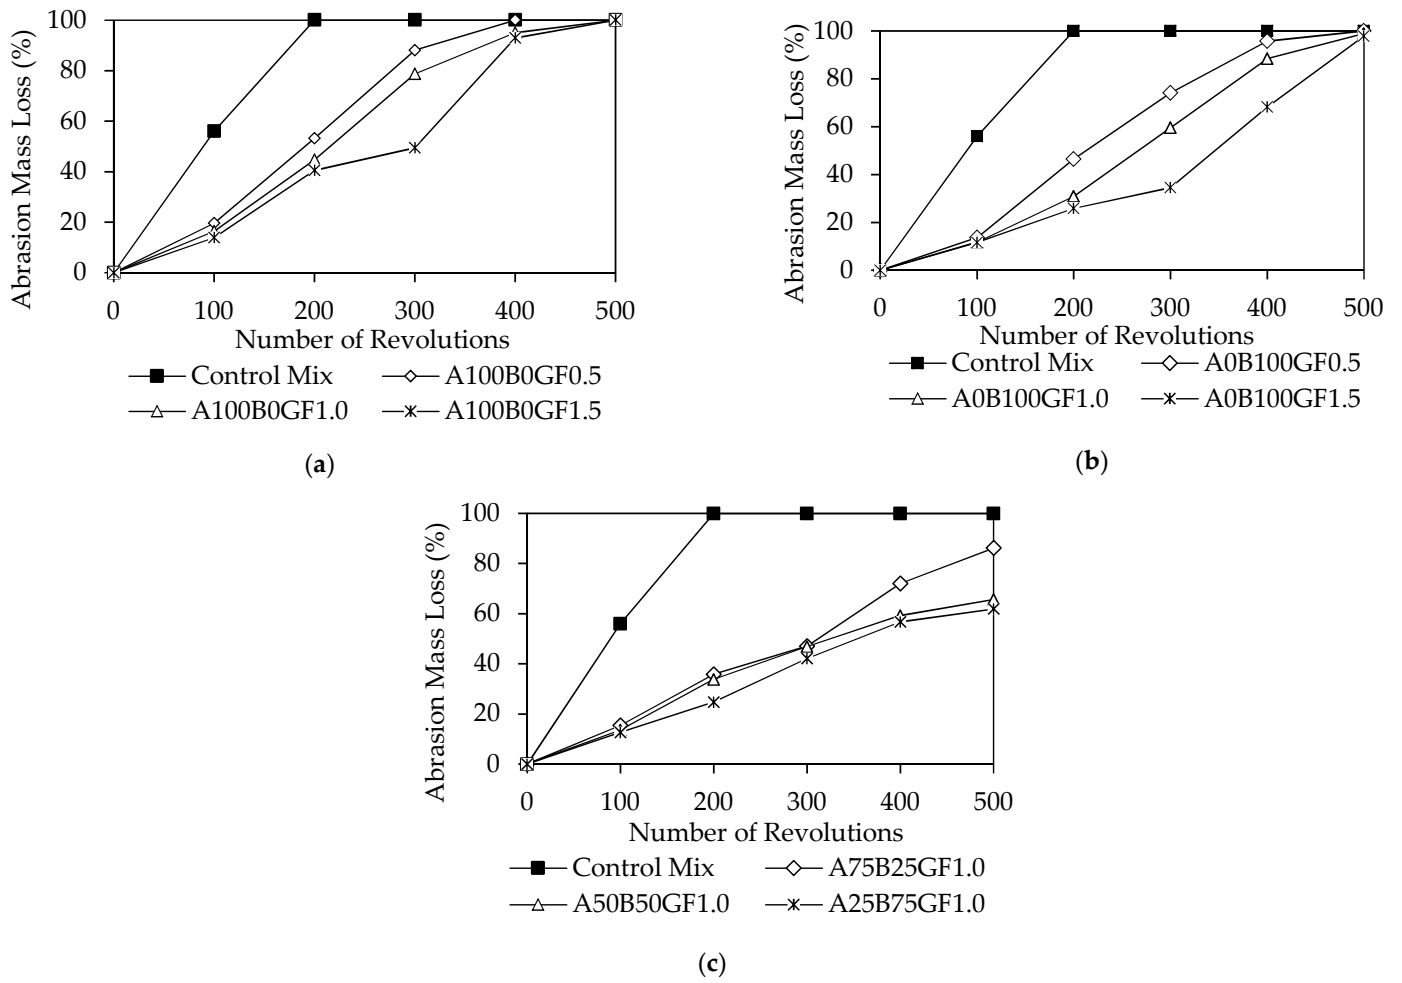 100
80
60
40
20
0
Abrasion Mass Loss (%)
0 100 200 300 400 500
Number of Revolutions
Control Mix A100B0GF0.5
A100B0GF1.0 A100B0GF1.5
(a)
100
80
60
40
20
0
Abrasion Mass Loss (%)
0 100 200 300 400 500
Number of Revolutions
Control Mix A0B100GF0.5
A0B100GF1.0 A0B100GF1.5
(b)
100
80
60
40
20
0
Abrasion Mass Loss (%)
0 100 200 300 400 500
Number of Revolutions
Control Mix A75B25GF1.0
A50B50GF1.0 A25B75GF1.0
(c)